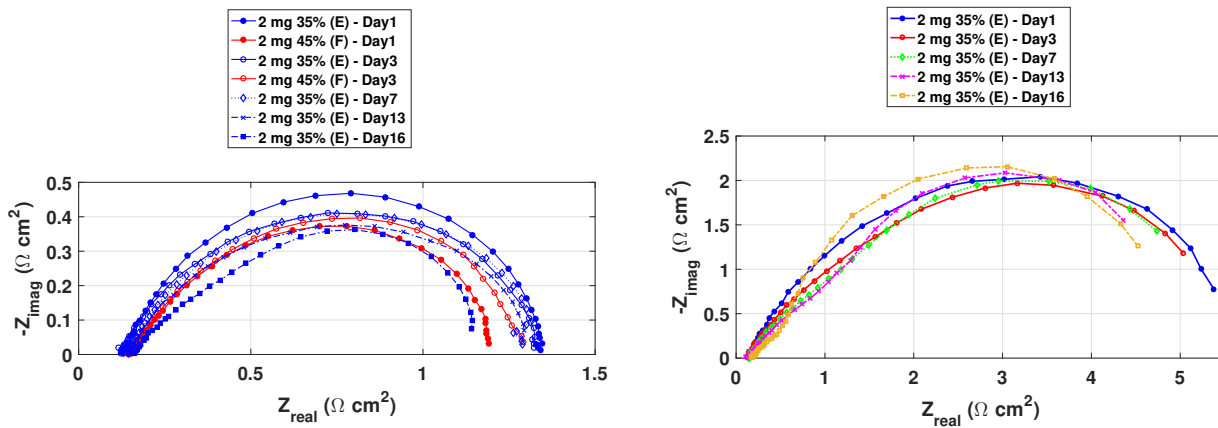 2 mg 35% (E) - Day1
2 mg 45% (F) - Day1
2 mg 35% (E) - Day3
2 mg 45% (F) - Day3
2 mg 35% (E) - Day7
2 mg 35% (E) - Day13
2 mg 35% (E) - Day16
0.5
0.4
0.3
0.2
0.1
0
-Z_imag (Ω cm²)
0 0.5 1 1.5
Z_real (Ω cm²)
2 mg 35% (E) - Day1
2 mg 35% (E) - Day3
2 mg 35% (E) - Day7
2 mg 35% (E) - Day13
2 mg 35% (E) - Day16
2.5
2
1.5
1
0.5
0
-Z_imag (Ω cm²)
0 1 2 3 4 5
Z_real (Ω cm²)